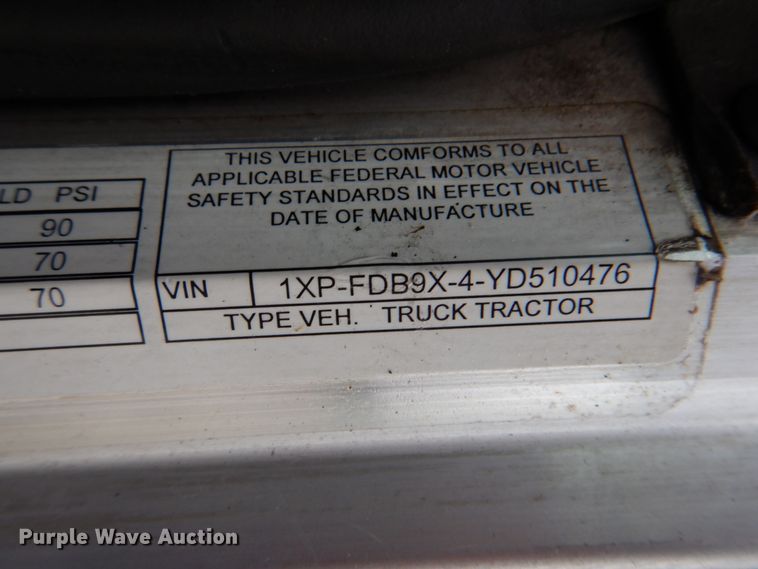 THIS VEHICLE COMFORMS TO ALL
APPLICABLE FEDERAL MOTOR VEHICLE
SAFETY STANDARDS IN EFFECT ON THE
DATE OF MANUFACTURE
LD PSI
90
70
70
VIN 1XP-FDB9X-4-YD510476
TYPE VEH. TRUCK TRACTOR
Purple Wave Auction